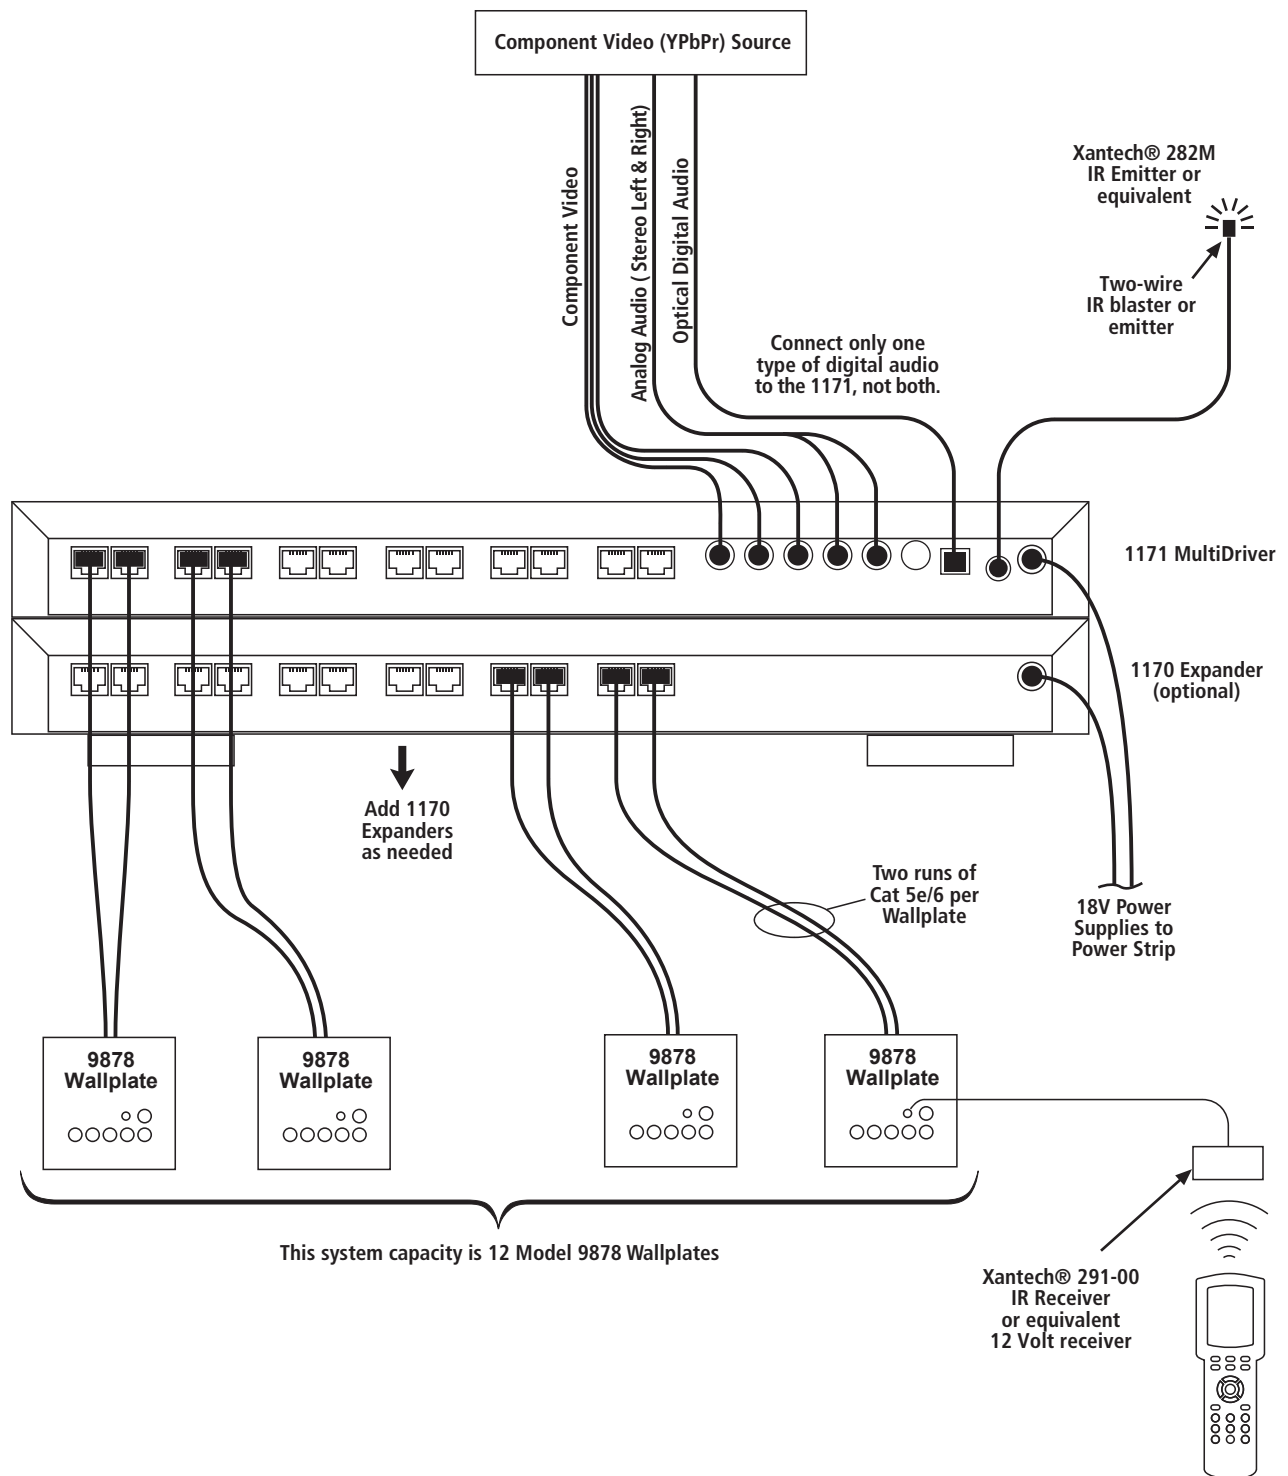 Component Video (YPbPr) Source
Component Video
Analog Audio ( Stereo Left & Right)
Optical Digital Audio
Xantech® 282M
IR Emitter or
equivalent
Two-wire
IR blaster or
emitter
Connect only one
type of digital audio
to the 1171, not both.
1171 MultiDriver
1170 Expander
(optional)
Add 1170
Expanders
as needed
Two runs of
Cat 5e/6 per
Wallplate
18V Power
Supplies to
Power Strip
9878
Wallplate
9878
Wallplate
9878
Wallplate
9878
Wallplate
This system capacity is 12 Model 9878 Wallplates
Xantech® 291-00
IR Receiver
or equivalent
12 Volt receiver